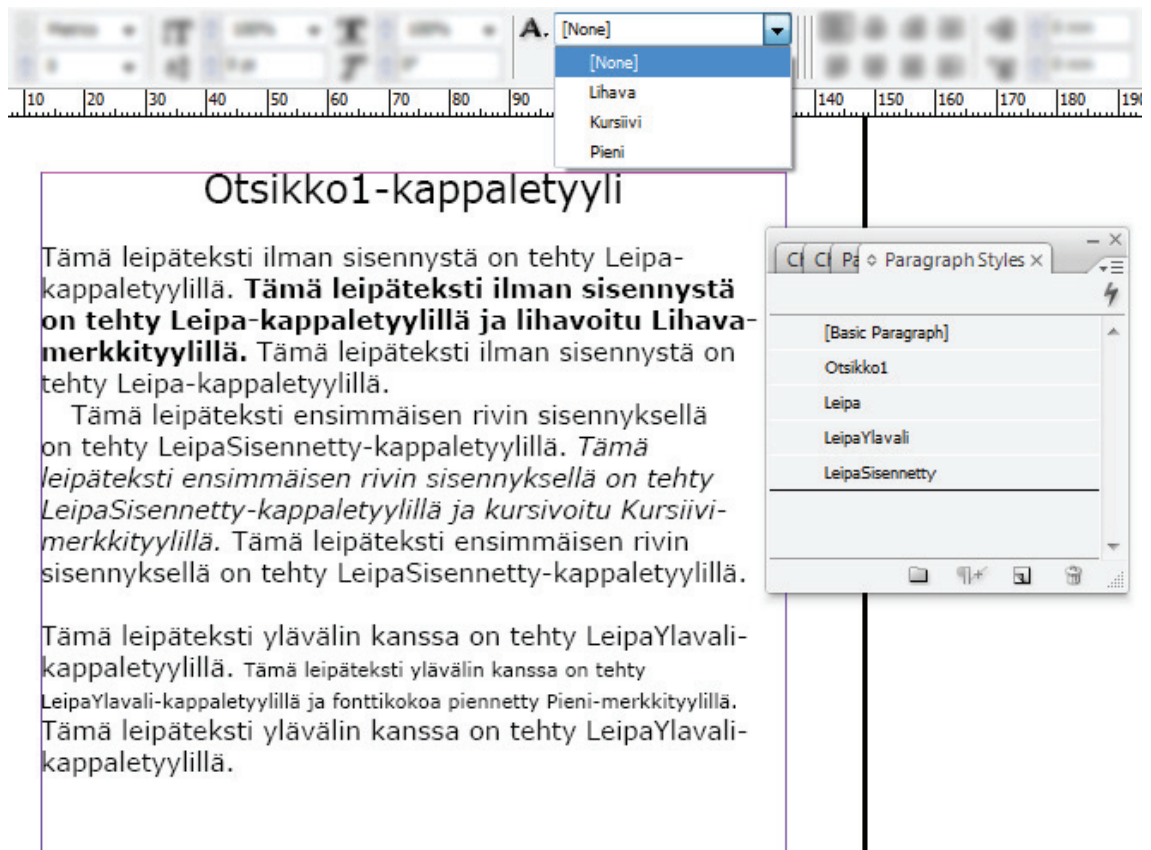 A. [None]
[None]
Lihava
Kursiivi
Pieni
10 20 30 40 50 60 70 80 90 140 150 160 170 180 190
Otsikko1-kappaletyyli
Tämä leipäteksti ilman sisennystä on tehty Leipa-
kappaletyylillä. Tämä leipäteksti ilman sisennystä
on tehty Leipa-kappaletyylillä ja lihavoitu Lihava-
merkkityylillä. Tämä leipäteksti ilman sisennystä on
tehty Leipa-kappaletyylillä.
Tämä leipäteksti ensimmäisen rivin sisennyksellä
on tehty LeipaSisennetty-kappaletyylillä. Tämä
leipäteksti ensimmäisen rivin sisennyksellä on tehty
LeipaSisennetty-kappaletyylillä ja kursivoitu Kursiivi-
merkkityylillä. Tämä leipäteksti ensimmäisen rivin
sisennyksellä on tehty LeipaSisennetty-kappaletyylillä.
Tämä leipäteksti ylävälin kanssa on tehty LeipaYlavali-
kappaletyylillä. Tämä leipäteksti ylävälin kanssa on tehty
LeipaYlavali-kappaletyylillä ja fonttikokoa piennetty Pieni-merkkityylillä.
Tämä leipäteksti ylävälin kanssa on tehty LeipaYlavali-
kappaletyylillä.
Paragraph Styles
[Basic Paragraph]
Otsikko1
Leipa
LeipaYlavali
LeipaSisennetty